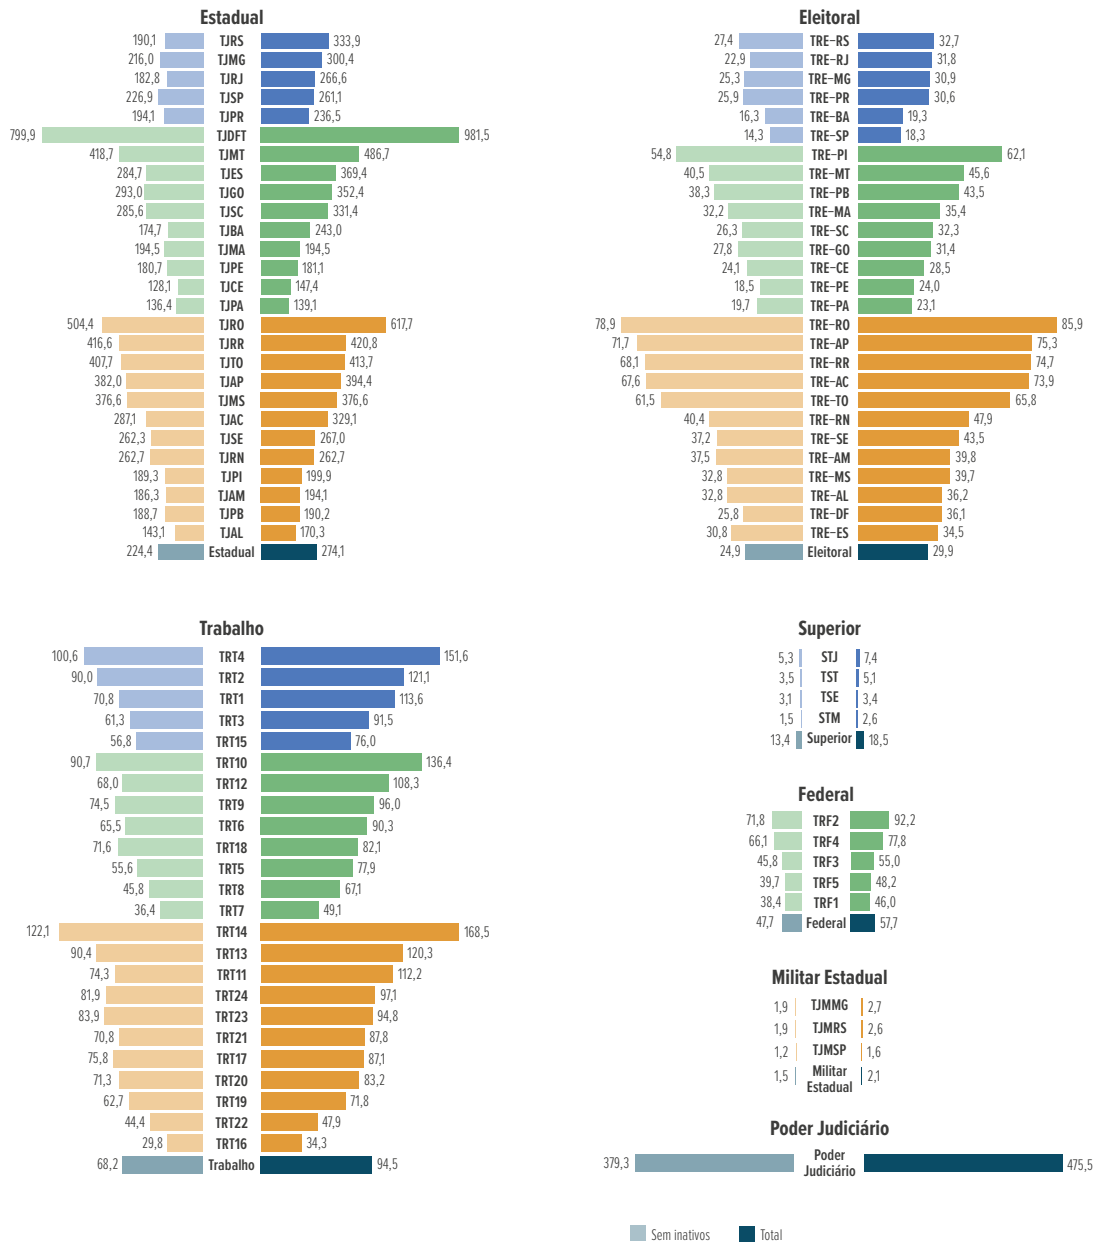 Estadual
190,1 TJRS 333,9
216,0 TJMG 300,4
182,8 TJRJ 266,6
226,9 TJSP 261,1
194,1 TJPR 236,5
799,9 TJDFT 981,5
418,7 TJMT 486,7
284,7 TJES 369,4
293,0 TJGO 352,4
285,6 TJSC 331,4
174,7 TJBA 243,0
194,5 TJMA 194,5
180,7 TJPE 181,1
128,1 TJCE 147,4
136,4 TJPA 139,1
504,4 TJRO 617,7
416,6 TJRR 420,8
407,7 TJTO 413,7
382,0 TJAP 394,4
376,6 TJMS 376,6
287,1 TJAC 329,1
262,3 TJSE 267,0
262,7 TJRN 262,7
189,3 TJPI 199,9
186,3 TJAM 194,1
188,7 TJPB 190,2
143,1 TJAL 170,3
224,4 Estadual 274,1
Eleitoral
27,4 TRE-RS 32,7
22,9 TRE-RJ 31,8
25,3 TRE-MG 30,9
25,9 TRE-PR 30,6
16,3 TRE-BA 19,3
14,3 TRE-SP 18,3
54,8 TRE-PI 62,1
40,5 TRE-MT 45,6
38,3 TRE-PB 43,5
32,2 TRE-MA 35,4
26,3 TRE-SC 32,3
27,8 TRE-GO 31,4
24,1 TRE-CE 28,5
18,5 TRE-PE 24,0
19,7 TRE-PA 23,1
78,9 TRE-RO 85,9
71,7 TRE-AP 75,3
68,1 TRE-RR 74,7
67,6 TRE-AC 73,9
61,5 TRE-TO 65,8
40,4 TRE-RN 47,9
37,2 TRE-SE 43,5
37,5 TRE-AM 39,8
32,8 TRE-MS 39,7
32,8 TRE-AL 36,2
25,8 TRE-DF 36,1
30,8 TRE-ES 34,5
24,9 Eleitoral 29,9
Trabalho
100,6 TRT4 151,6
90,0 TRT2 121,1
70,8 TRT1 113,6
61,3 TRT3 91,5
56,8 TRT15 76,0
90,7 TRT10 136,4
68,0 TRT12 108,3
74,5 TRT9 96,0
65,5 TRT6 90,3
71,6 TRT18 82,1
55,6 TRT5 77,9
45,8 TRT8 67,1
36,4 TRT7 49,1
122,1 TRT14 168,5
90,4 TRT13 120,3
74,3 TRT11 112,2
81,9 TRT24 97,1
83,9 TRT23 94,8
70,8 TRT21 87,8
75,8 TRT17 87,1
71,3 TRT20 83,2
62,7 TRT19 71,8
44,4 TRT22 47,9
29,8 TRT16 34,3
68,2 Trabalho 94,5
Superior
5,3 STJ 7,4
3,5 TST 5,1
3,1 TSE 3,4
1,5 STM 2,6
13,4 Superior 18,5
Federal
71,8 TRF2 92,2
66,1 TRF4 77,8
45,8 TRF3 55,0
39,7 TRF5 48,2
38,4 TRF1 46,0
47,7 Federal 57,7
Militar Estadual
1,9 TJMMG 2,7
1,9 TJMRS 2,6
1,2 TJMSP 1,6
1,5 Militar 2,1
Estadual
Poder Judiciário
379,3 Poder 475,5
Judiciário
Sem inativos Total